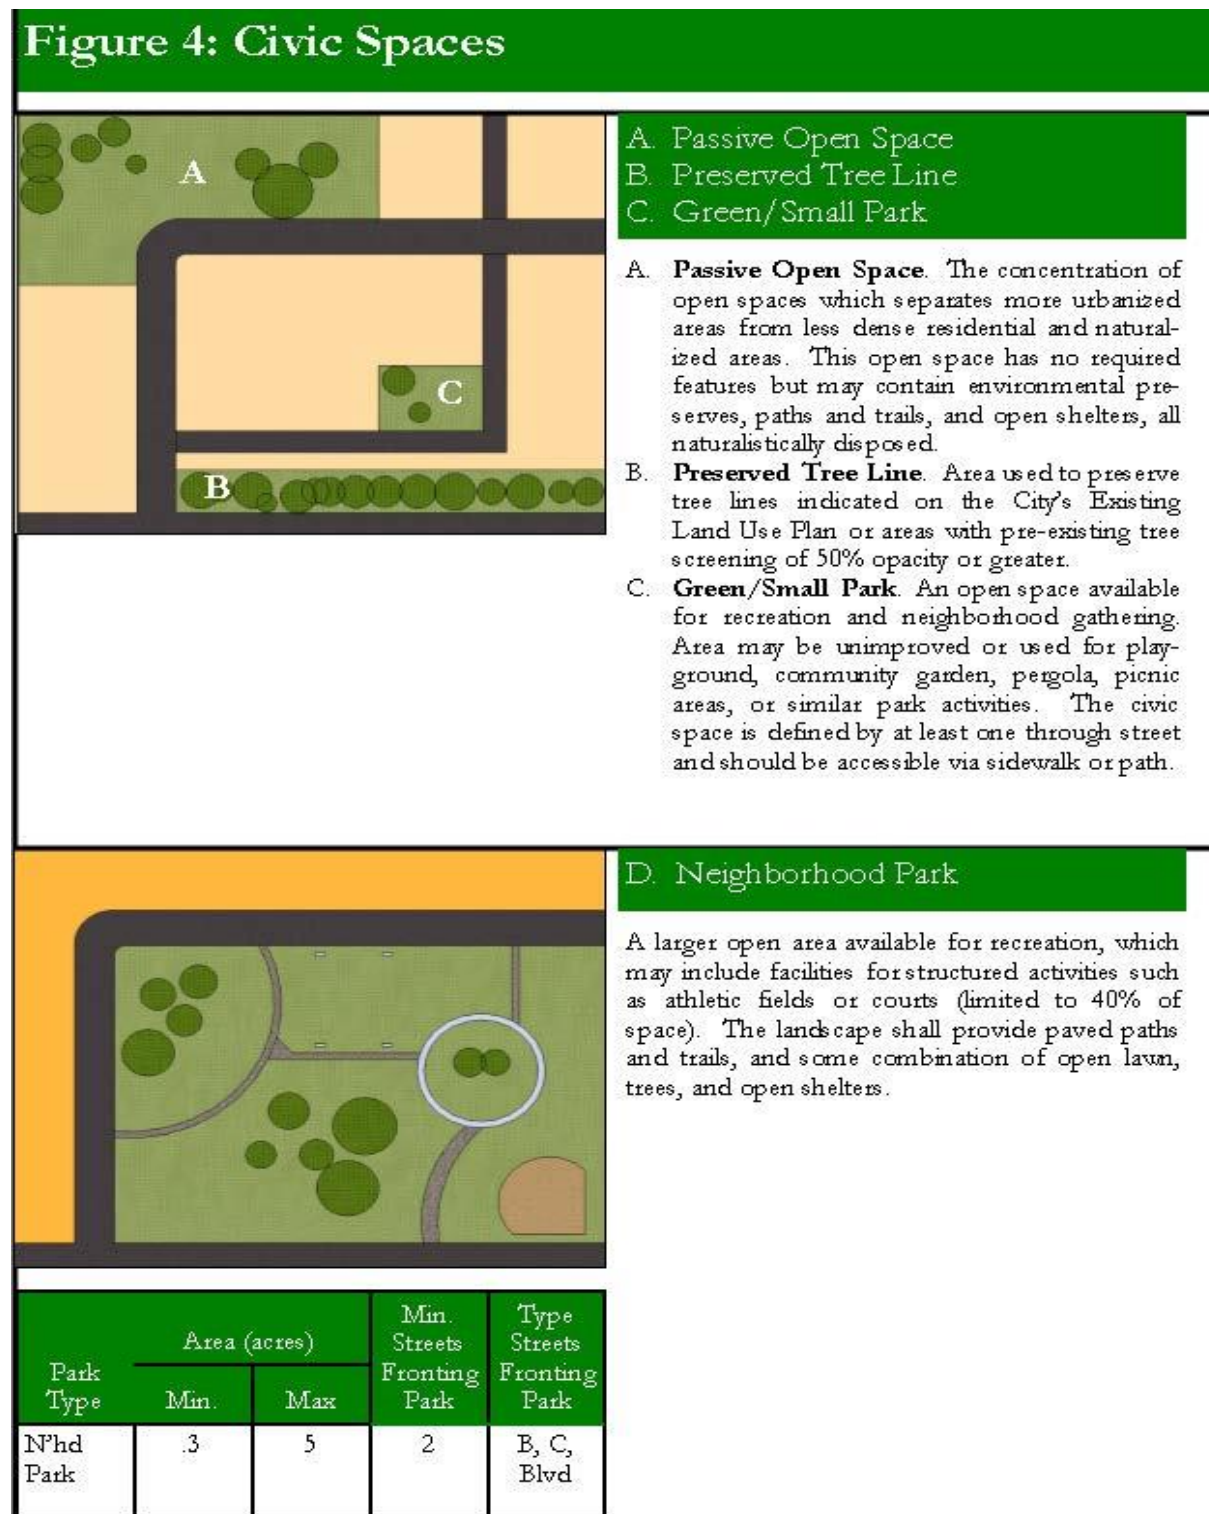 Figure 4: Civic Spaces
A
C
B
A. Passive Open Space
B. Preserved Tree Line
C. Green/Small Park
A. Passive Open Space. The concentration of
open spaces which separates more urbanized
areas from less dense residential and natural-
ized areas. This open space has no required
features but may contain environmental pre-
serves, paths and trails, and open shelters, all
naturalistically disposed.
B. Preserved Tree Line. Area used to preserve
tree lines indicated on the City's Existing
Land Use Plan or areas with pre-existing tree
screening of 50% opacity or greater.
C. Green/Small Park. An open space available
for recreation and neighborhood gathering.
Area may be unimproved or used for play-
ground, community garden, pergola, picnic
areas, or similar park activities. The civic
space is defined by at least one through street
and should be accessible via sidewalk or path.
D. Neighborhood Park
A larger open area available for recreation, which
may include facilities for structured activities such
as athletic fields or courts (limited to 40% of
space). The landscape shall provide paved paths
and trails, and some combination of open lawn,
trees, and open shelters.
Park
Type
Area (acres)
Min.
Max
Min.
Streets
Fronting
Park
Type
Streets
Fronting
Park
N'hd
Park
.3
5
2
B, C,
Blvd